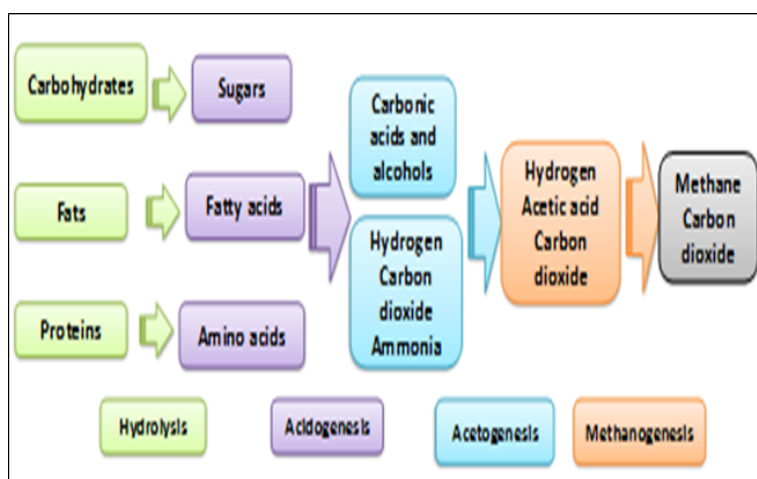 Carbohydrates
Sugars
Fats
Fatty acids
Proteins
Amino acids
Carbonic
acids and
alcohols
Hydrogen
Carbon
dioxide
Ammonia
Hydrogen
Acetic acid
Carbon
dioxide
Methane
Carbon
dioxide
Hydrolysis
Acidogenesis
Acetogenesis
Methanogenesis